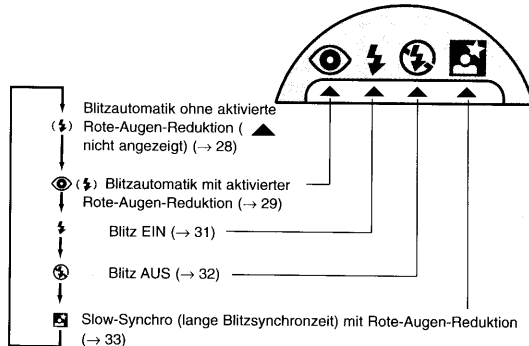 Blitzautomatik ohne aktivierte
Rote-Augen-Reduktion ( ▲
nicht angezeigt) (→ 28)
Blitzautomatik mit aktivierter
Rote-Augen-Reduktion (→ 29)
Blitz EIN (→ 31)
Blitz AUS (→ 32)
Slow-Synchro (lange Blitzsynchronzeit) mit Rote-Augen-Reduktion
(→ 33)